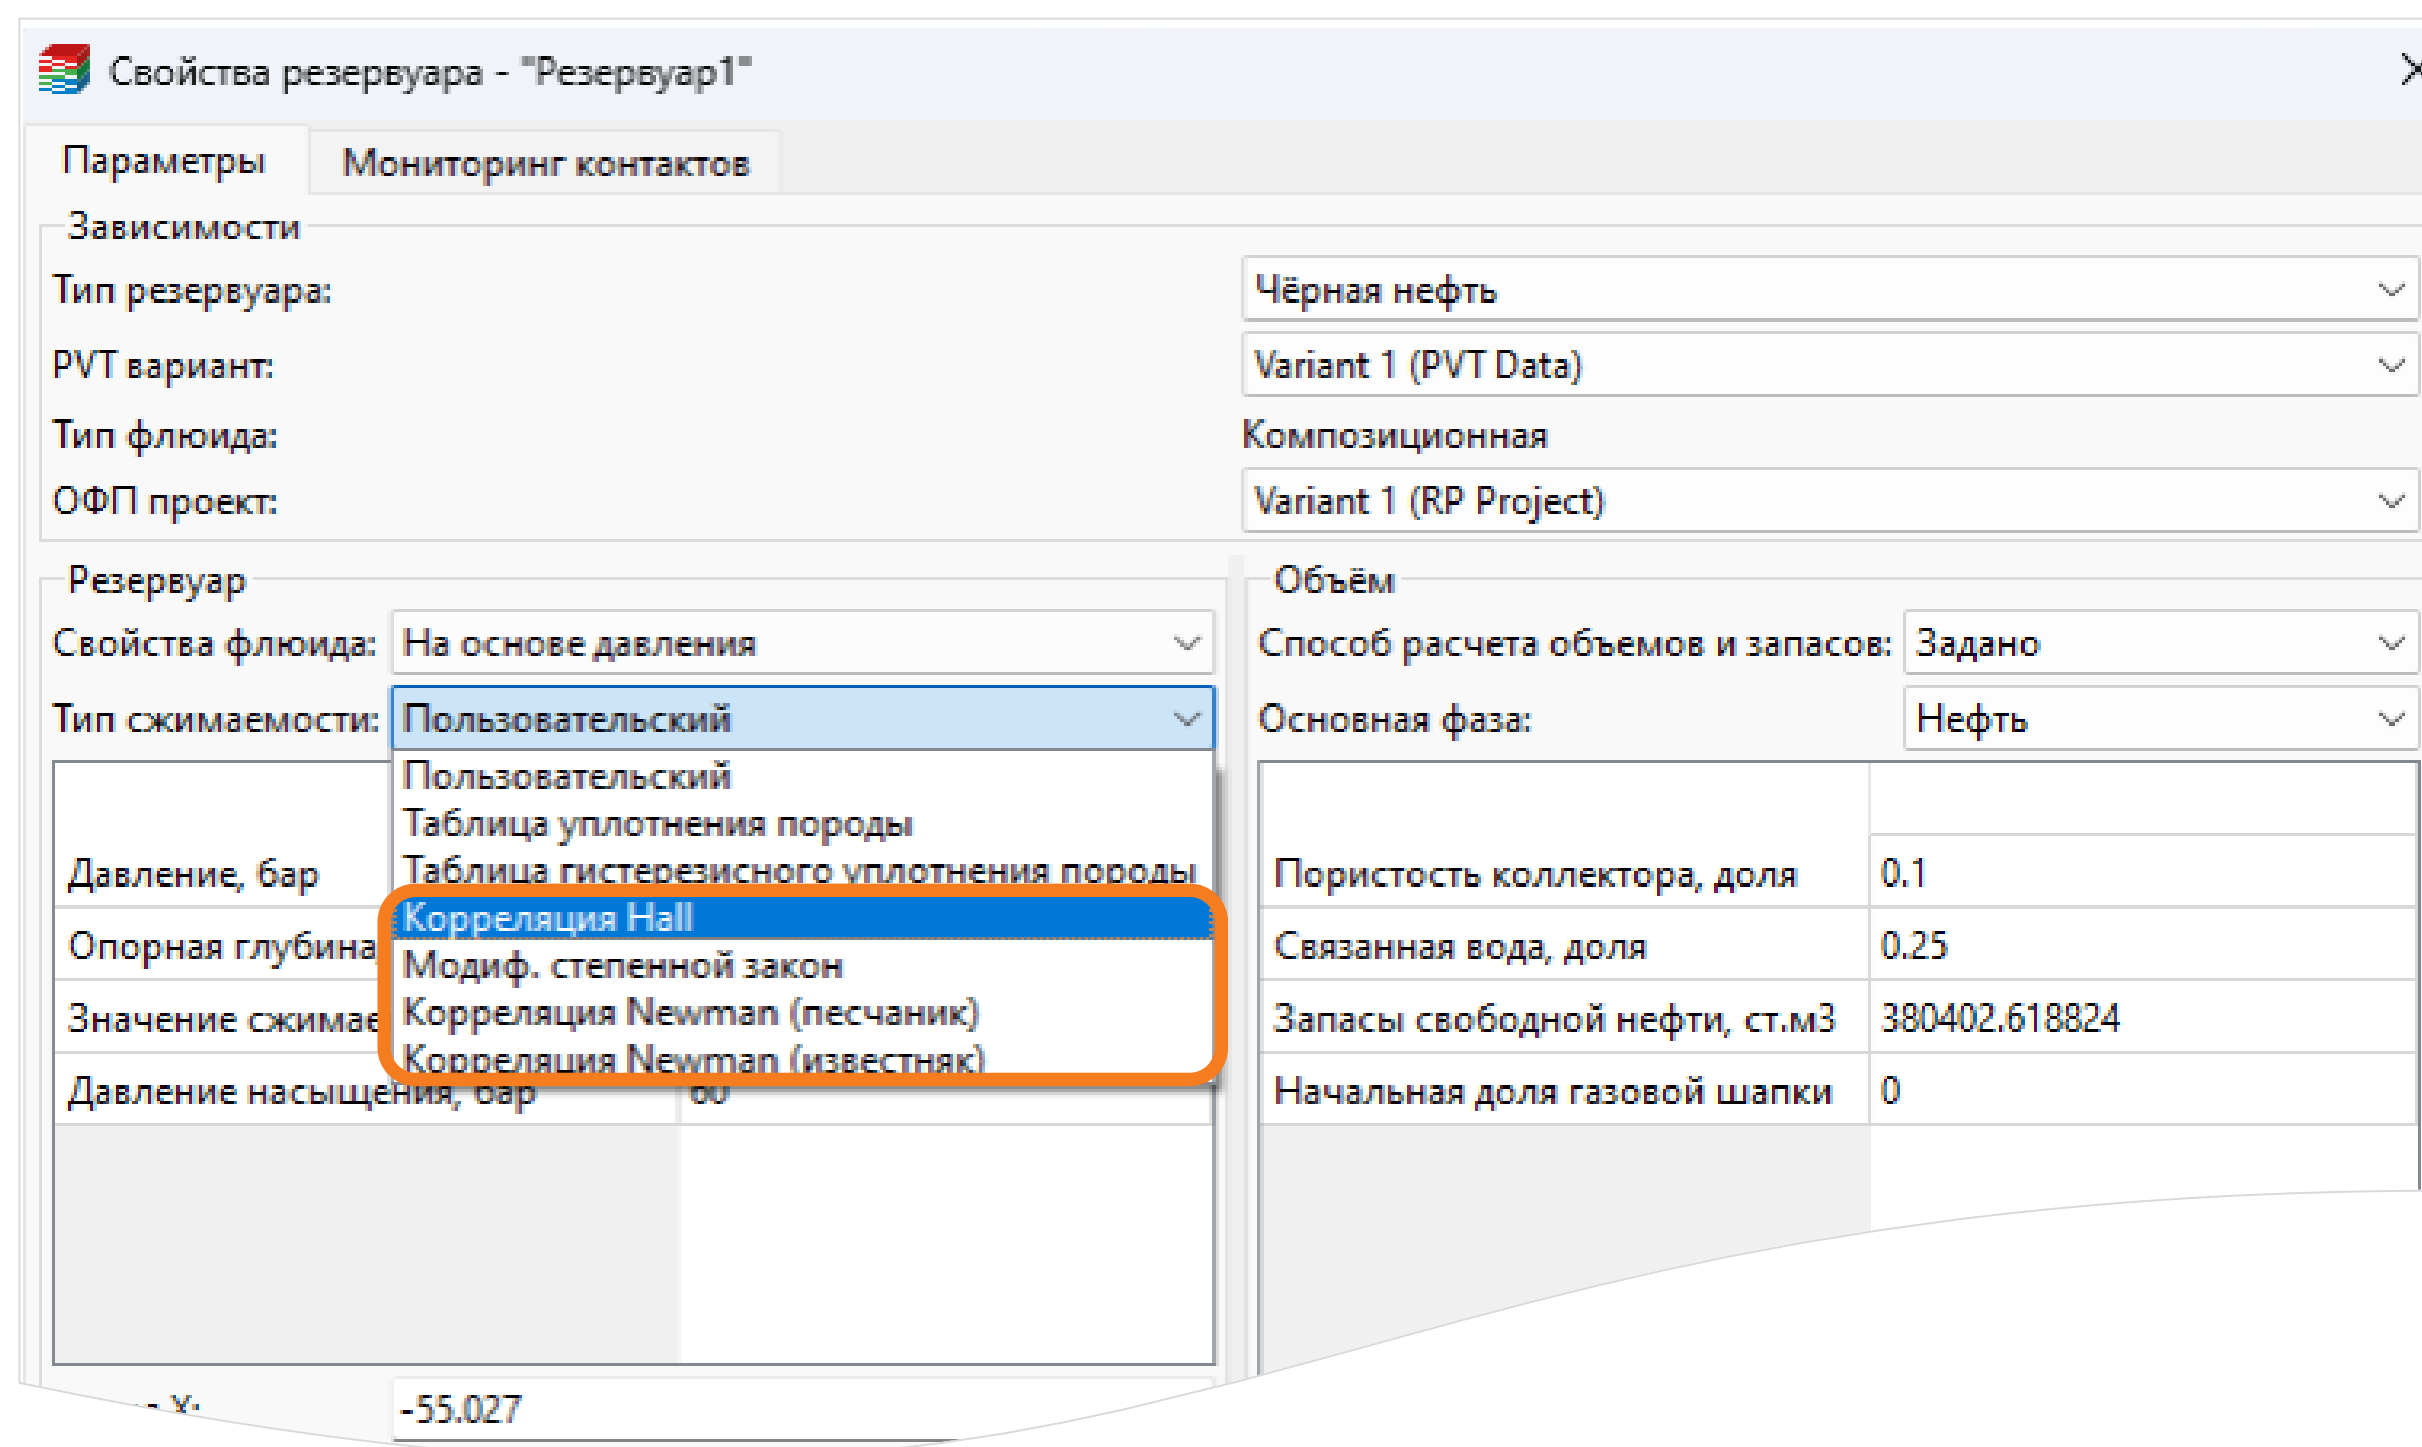 Свойства резервуара - "Резервуар1"
Параметры
Мониторинг контактов
Зависимости
Тип резервуара: Чёрная нефть
PVT вариант: Variant 1 (PVT Data)
Тип флюида: Композиционная
ОФП проект: Variant 1 (RP Project)
Резервуар
Свойства флюида: На основе давления
Тип сжимаемости: Пользовательский
Пользовательский
Таблица уплотнения породы
Таблица гистерезисного уплотнения породы
Корреляция Hall
Модиф. степенной закон
Корреляция Newman (песчаник)
Корреляция Newman (известняк)
Давление, бар
Опорная глубина,
Значение сжимае
Давление насыщения, бар 60
X: -55.027
Объём
Способ расчета объемов и запасов: Задано
Основная фаза: Нефть
Пористость коллектора, доля 0.1
Связанная вода, доля 0.25
Запасы свободной нефти, ст.м3 380402.618824
Начальная доля газовой шапки 0